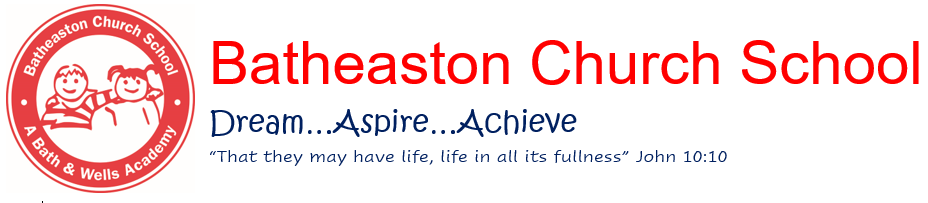 Batheaston Church School
A Bath & Wells Academy
Batheaston Church School
Dream...Aspire...Achieve
“That they may have life, life in all its fullness” John 10:10